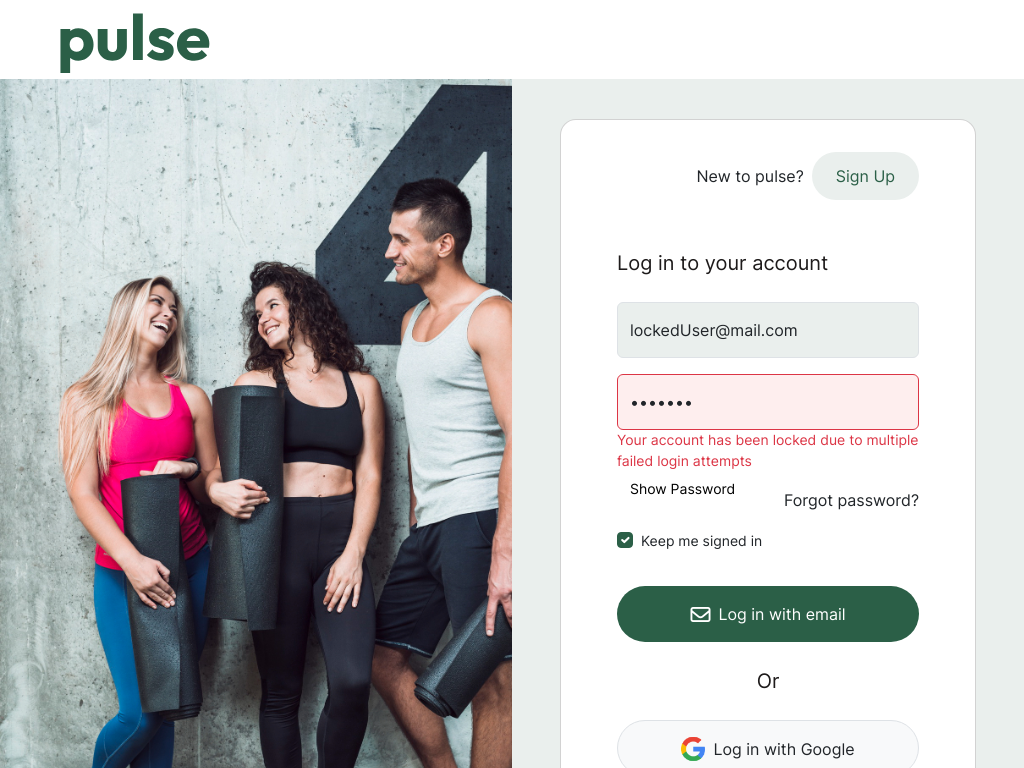 pulse
New to pulse? Sign Up
Log in to your account
lockedUser@mail.com
•••••••
Your account has been locked due to multiple
failed login attempts
Show Password
Forgot password?
Keep me signed in
Log in with email
Or
Log in with Google
4